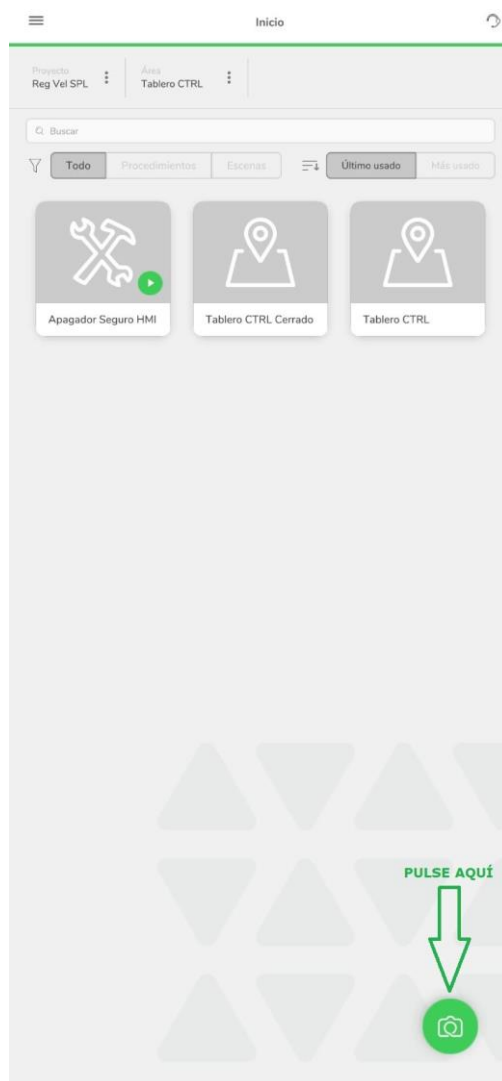 Inicio
Proyecto
Reg Vel SPL
Área
Tablero CTRL
Buscar
Todo Procedimientos Escenas Último usado Más usado
Apagador Seguro HMI Tablero CTRL Cerrado Tablero CTRL
PULSE AQUÍ